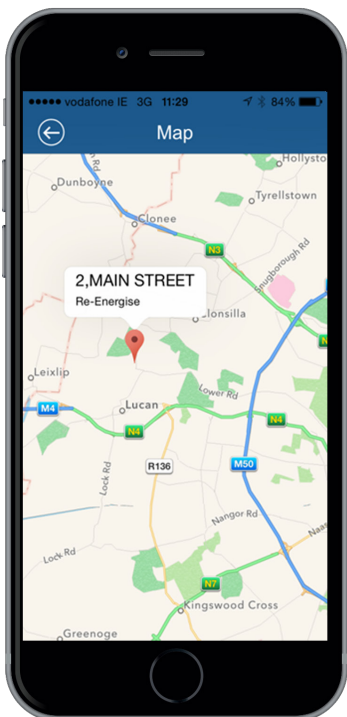 vodafone IE 3G 11:29 84%
Map
Hollysto
Dunboyne
Tyrellstown
Clonee
N3
Snugborough Rd
2,MAIN STREET
Re-Energise
Clonsilla
N
Leixlip
Lower Rd
M4
Lucan
N4
N4
R136
M50
Lock Rd
Nangor Rd
Naas
Lock Rd
N7
Kingswood Cross
Greenoge